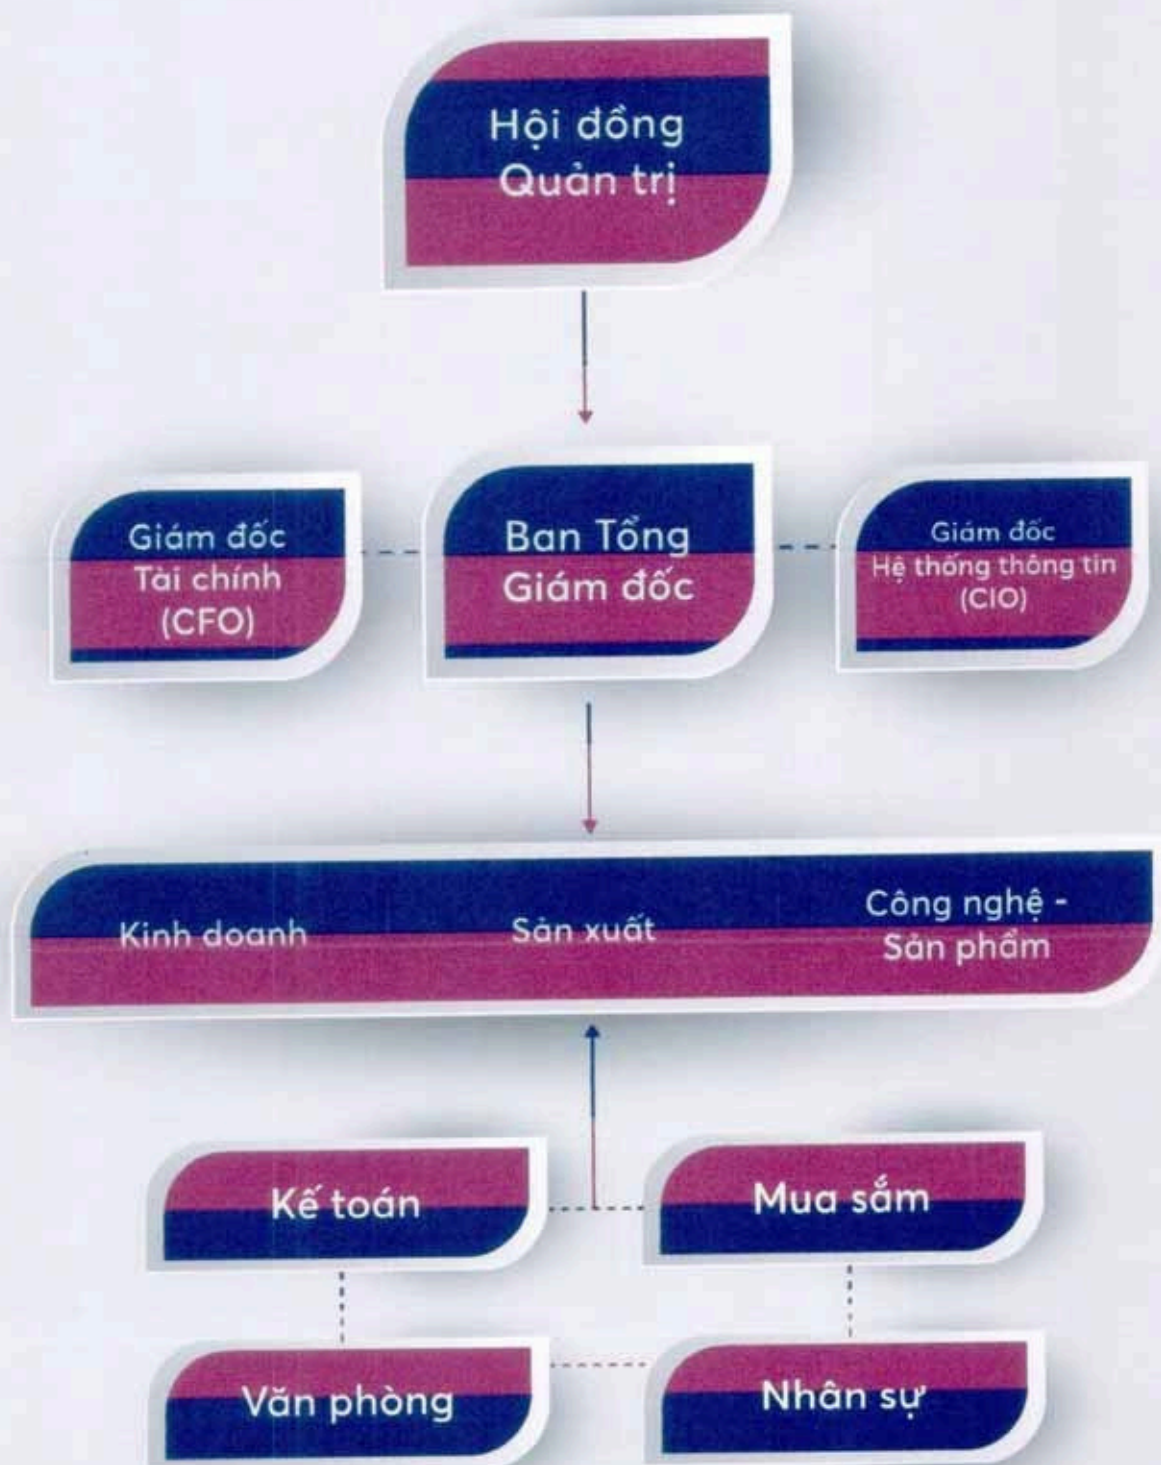 Hội đồng
Quản trị
Giám đốc
Tài chính
(CFO)
Ban Tổng
Giám đốc
Giám đốc
Hệ thống thông tin
(CIO)
Kinh doanh
Sản xuất
Công nghệ -
Sản phẩm
Kế toán
Mua sắm
Văn phòng
Nhân sự